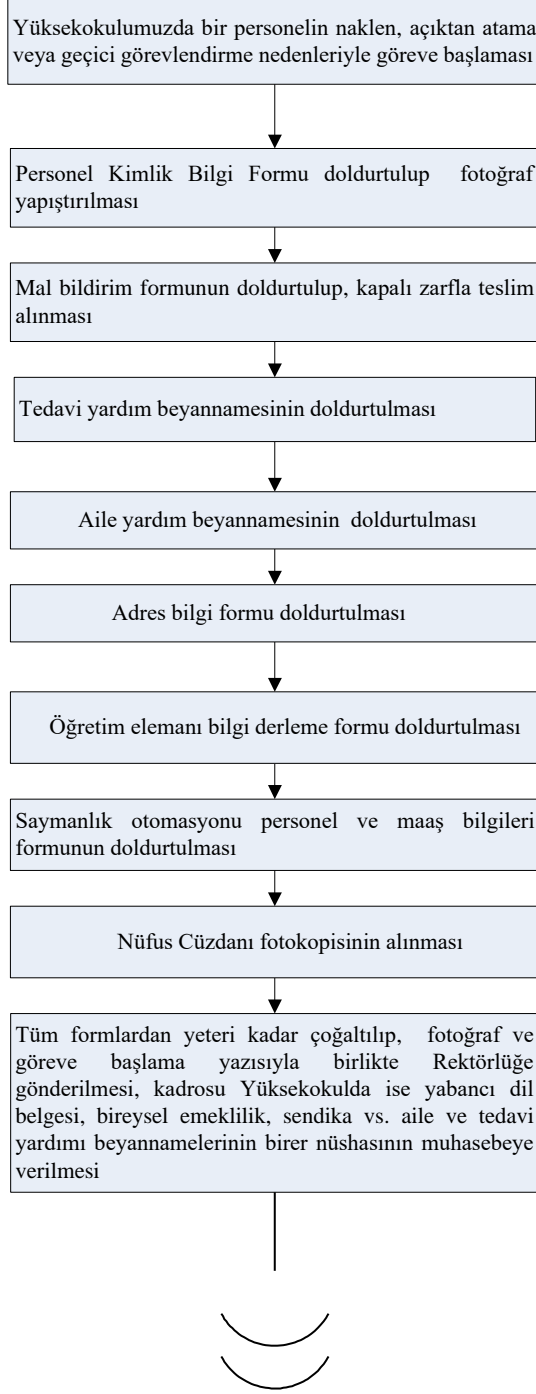 Yüksekokulumuzda bir personelin naklen, açıktan atama
veya geçici görevlendirme nedenleriyle göreve başlaması
Personel Kimlik Bilgi Formu doldurtulup fotoğraf
yapıştırılması
Mal bildirim formunun doldurtulup, kapalı zarfla teslim
alınması
Tedavi yardım beyannamesinin doldurtulması
Aile yardım beyannamesinin doldurtulması
Adres bilgi formu doldurtulması
Öğretim elemanı bilgi derleme formu doldurtulması
Saymanlık otomasyonu personel ve maaş bilgileri
formunun doldurtulması
Nüfus Cüzdanı fotokopisinin alınması
Tüm formlardan yeteri kadar çoğaltılıp, fotoğraf ve
göreve başlama yazısıyla birlikte Rektörlüğe
gönderilmesi, kadrosu Yüksekokulda ise yabancı dil
belgesi, bireysel emeklilik, sendika vs. aile ve tedavi
yardımı beyannamelerinin birer nüshasının muhasebeye
verilmesi